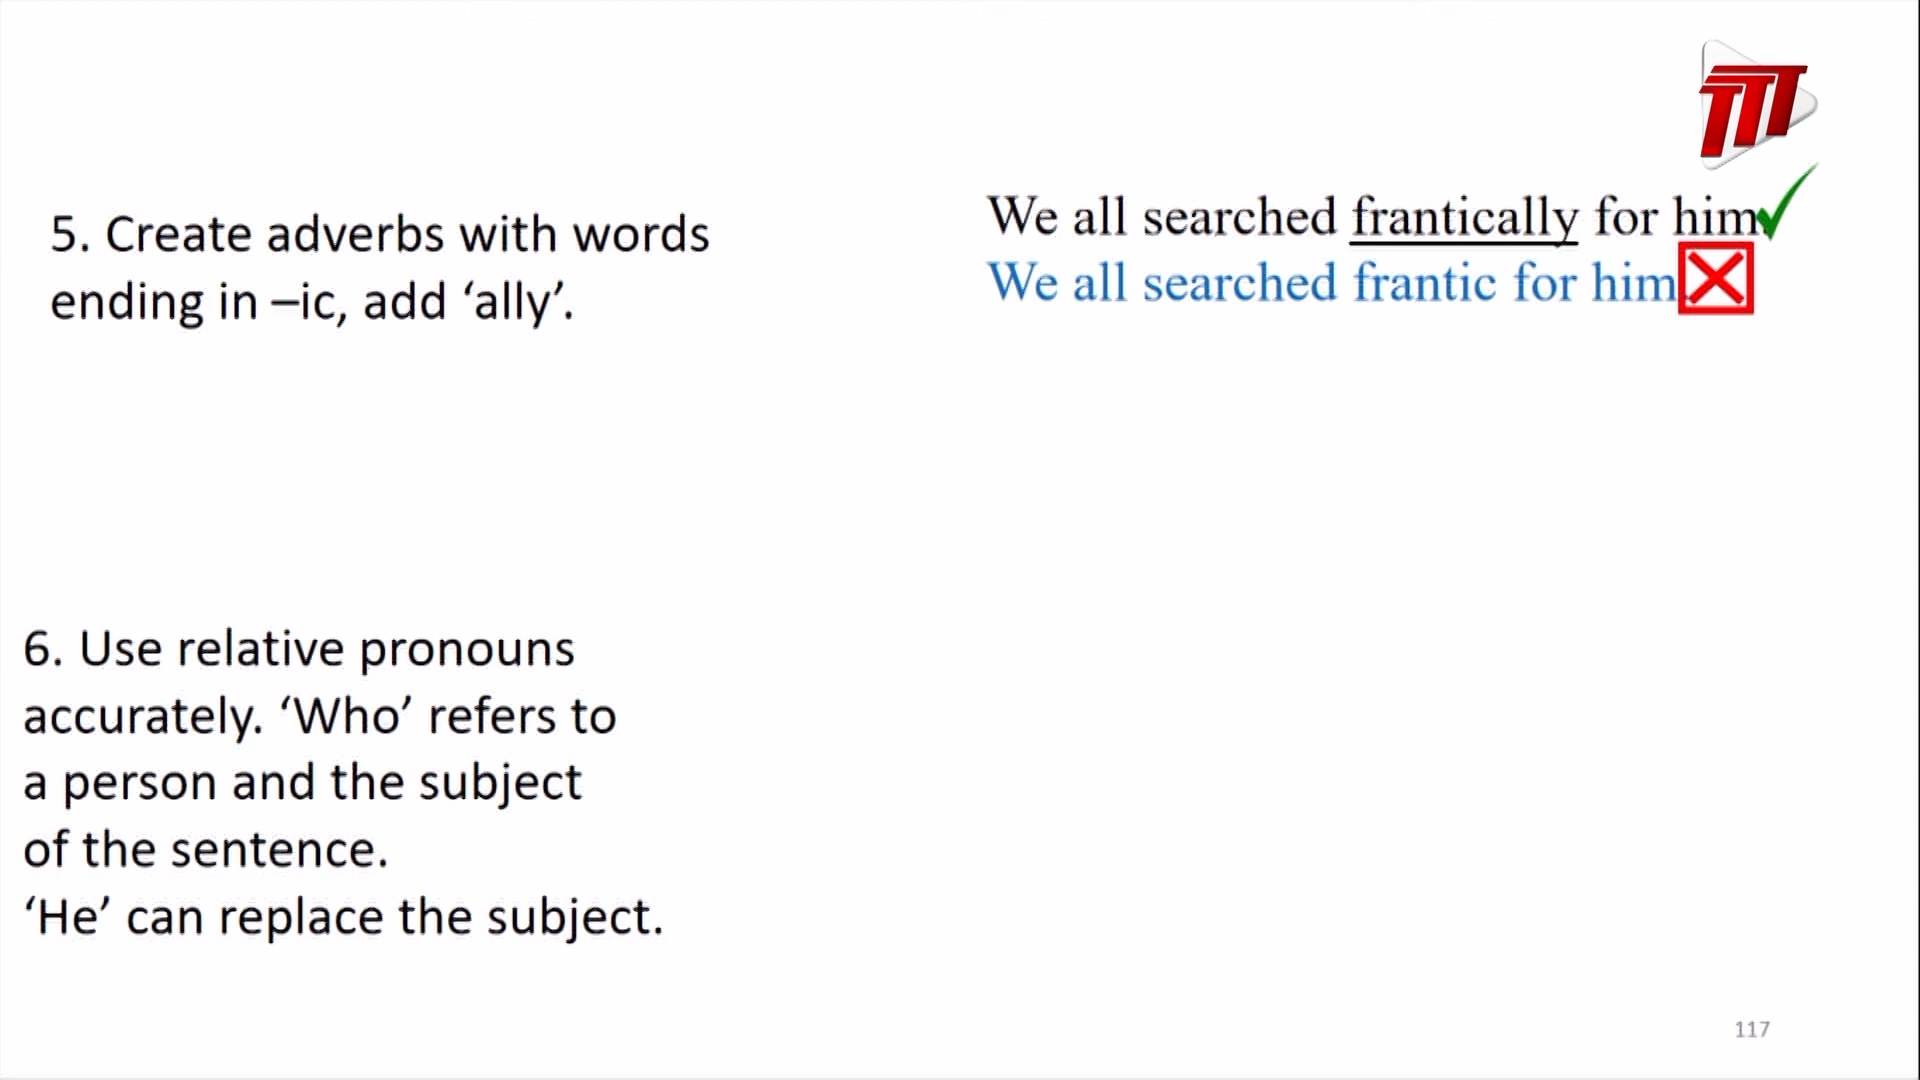 TTT
5. Create adverbs with words
ending in –ic, add ‘ally’.
We all searched frantically for him.
We all searched frantic for him.
6. Use relative pronouns
accurately. ‘Who’ refers to
a person and the subject
of the sentence.
‘He’ can replace the subject.
117